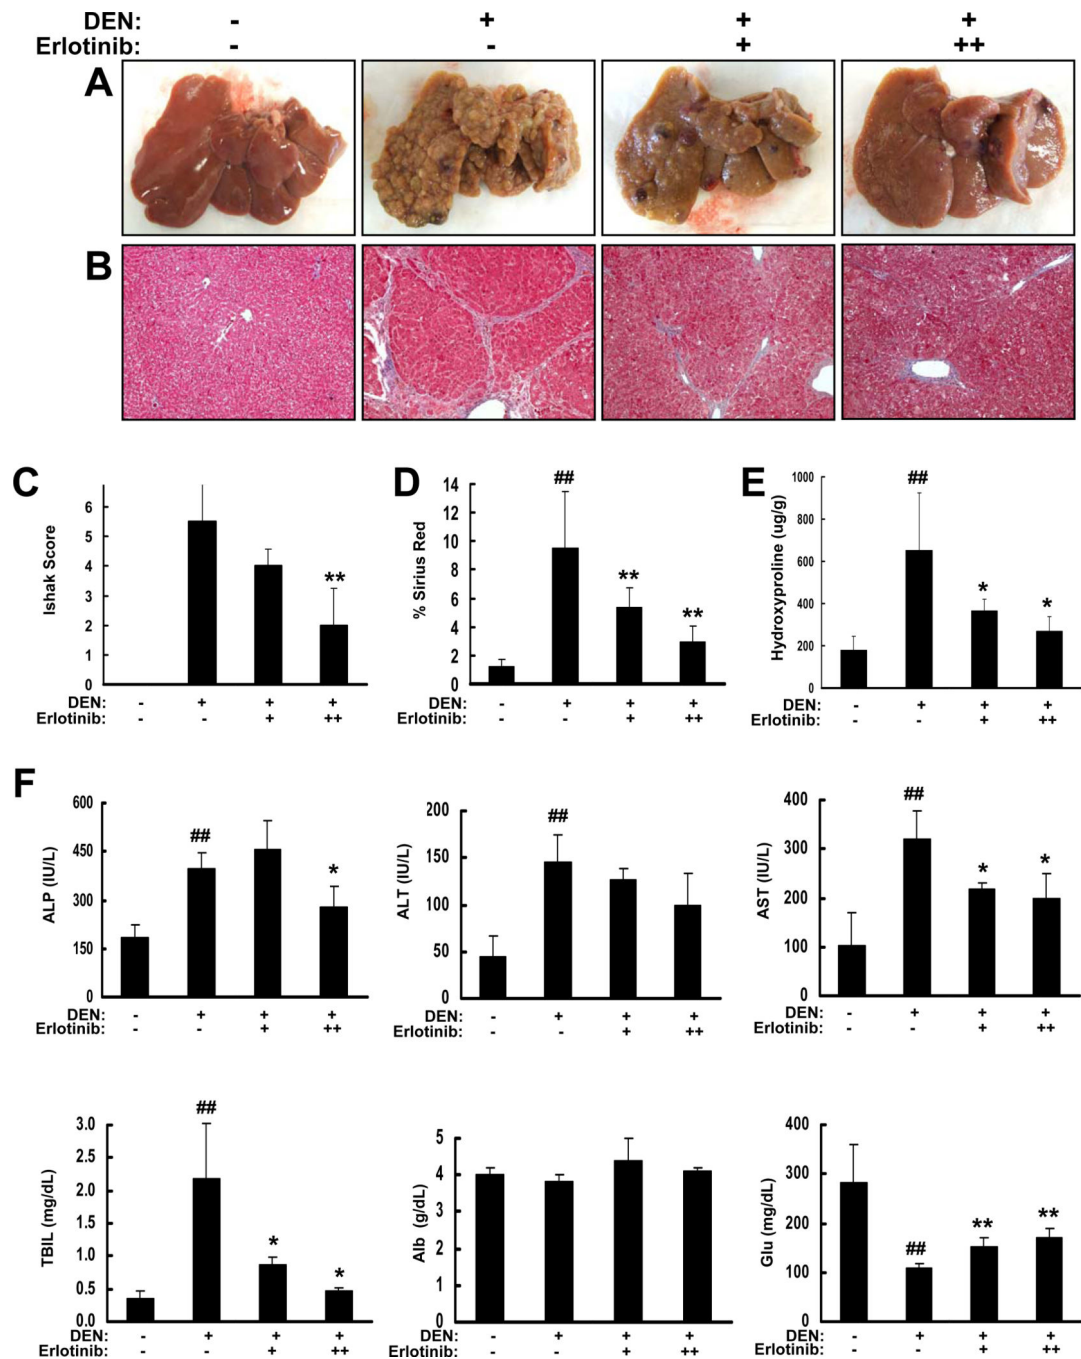 DEN: - + + +
Erlotinib: - - + ++
A
B
C
Ishak Score
6
5
4
3
2
1
0
**
DEN: - + + +
Erlotinib: - - + ++
D
% Sirius Red
14
12
10
8
6
4
2
0
##
**
**
DEN: - + + +
Erlotinib: - - + ++
E
Hydroxyproline (ug/g)
1000
800
600
400
200
0
##
*
*
DEN: - + + +
Erlotinib: - - + ++
F
ALP (IU/L)
600
450
300
150
0
##
*
DEN: - + + +
Erlotinib: - - + ++
ALT (IU/L)
200
150
100
50
0
##
DEN: - + + +
Erlotinib: - - + ++
AST (IU/L)
400
300
200
100
0
##
*
*
DEN: - + + +
Erlotinib: - - + ++
TBIL (mg/dL)
3.0
2.5
2.0
1.5
1.0
0.5
0.0
##
*
*
DEN: - + + +
Erlotinib: - - + ++
Alb (g/dL)
5
4
3
2
1
0
DEN: - + + +
Erlotinib: - - + ++
Glu (mg/dL)
400
300
200
100
0
##
**
**
DEN: - + + +
Erlotinib: - - + ++